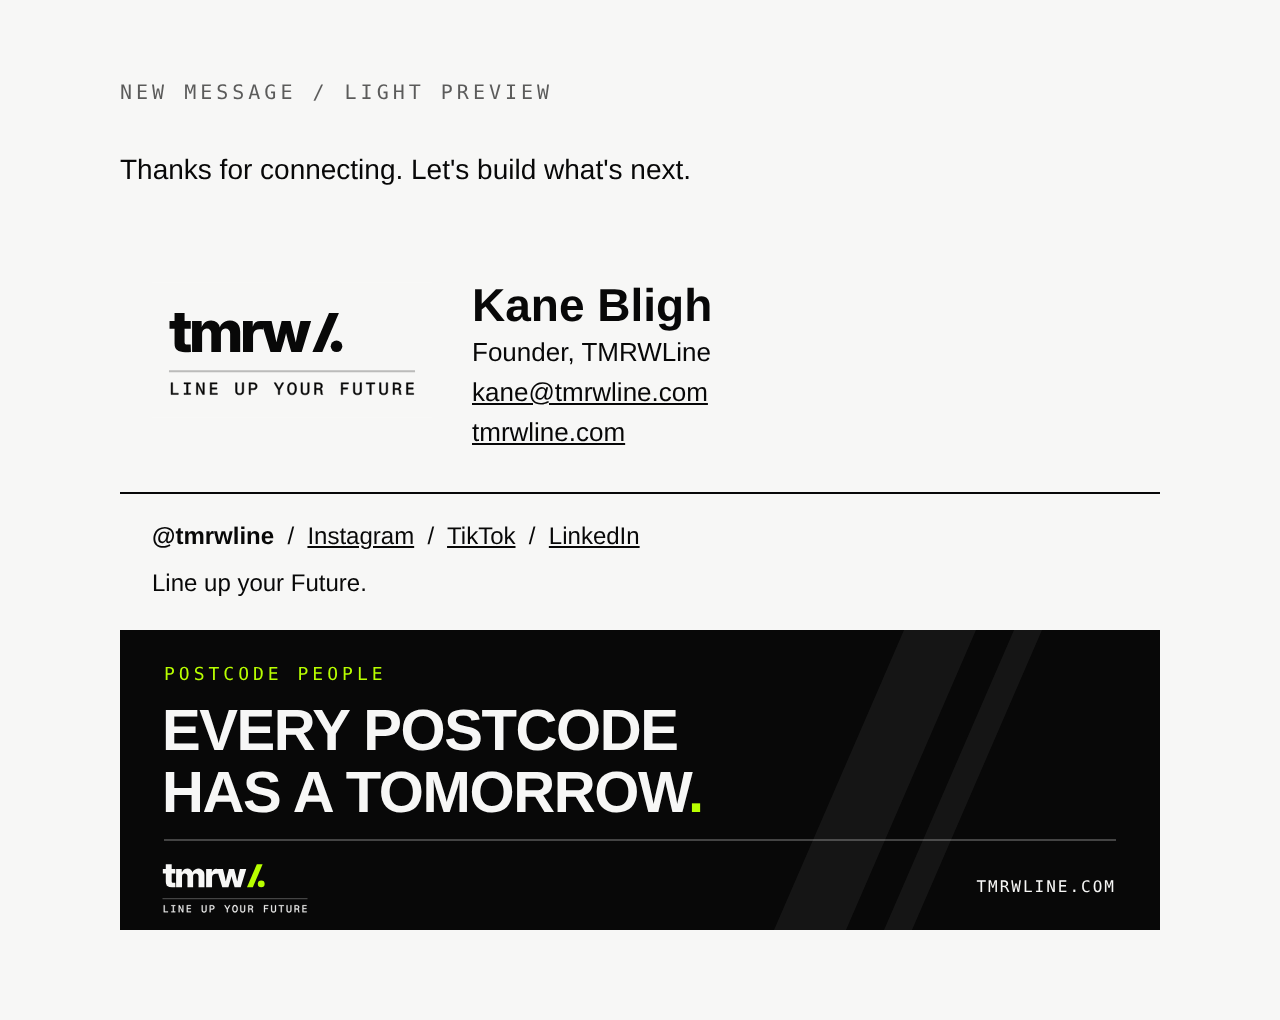 NEW MESSAGE / LIGHT PREVIEW
Thanks for connecting. Let's build what's next.
tmrw/.
LINE UP YOUR FUTURE
Kane Bligh
Founder, TMRWLine
kane@tmrwline.com
tmrwline.com
@tmrwline / Instagram / TikTok / LinkedIn
Line up your Future.
POSTCODE PEOPLE
EVERY POSTCODE
HAS A TOMORROW.
tmrw/.
LINE UP YOUR FUTURE
TMRWLINE.COM